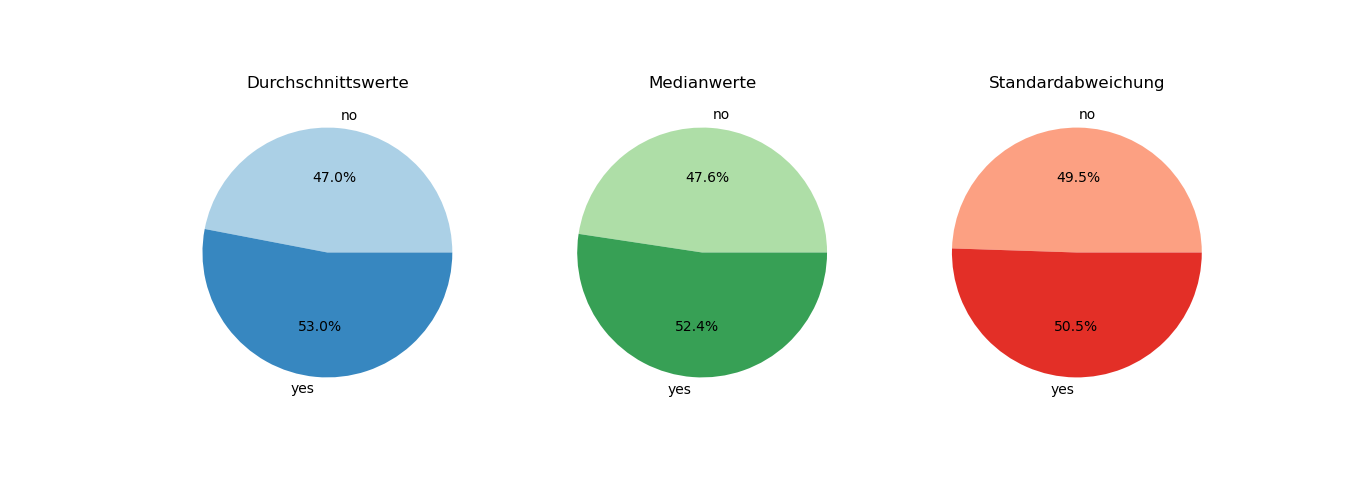 Durchschnittswerte
no
47.0%
53.0%
yes
Medianwerte
no
47.6%
52.4%
yes
Standardabweichung
no
49.5%
50.5%
yes